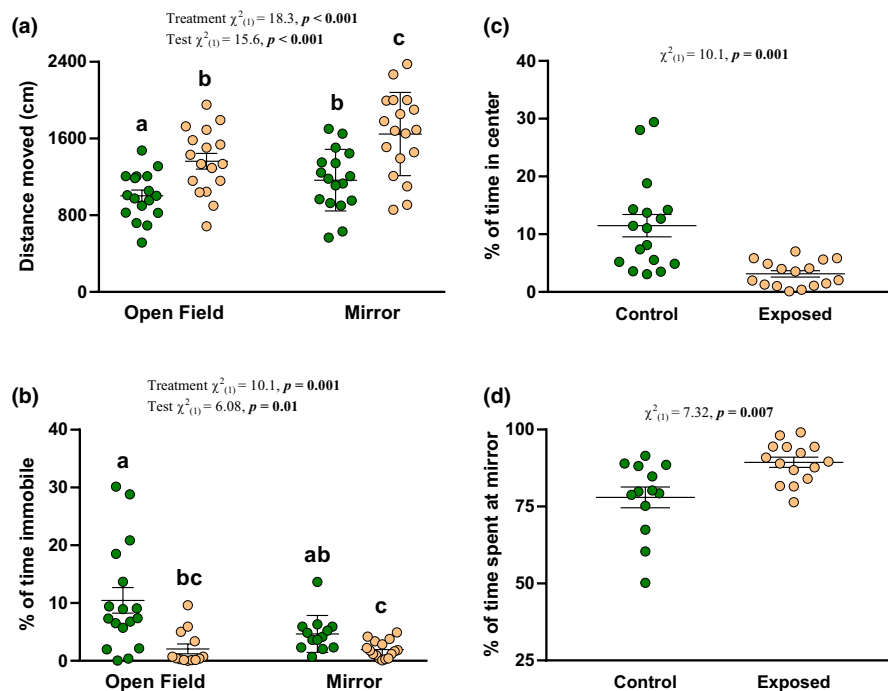 (a)
Treatment χ²₍₁₎ = 18.3, p < 0.001
Test χ²₍₁₎ = 15.6, p < 0.001
Distance moved (cm)
2400
1600
800
0
a
b
b
c
Open Field
Mirror
(c)
χ²₍₁₎ = 10.1, p = 0.001
% of time in center
40
30
20
10
0
Control
Exposed
(b)
Treatment χ²₍₁₎ = 10.1, p = 0.001
Test χ²₍₁₎ = 6.08, p = 0.01
% of time immobile
40
30
20
10
0
a
bc
ab
c
Open Field
Mirror
(d)
χ²₍₁₎ = 7.32, p = 0.007
% of time spent at mirror
100
75
50
25
Control
Exposed